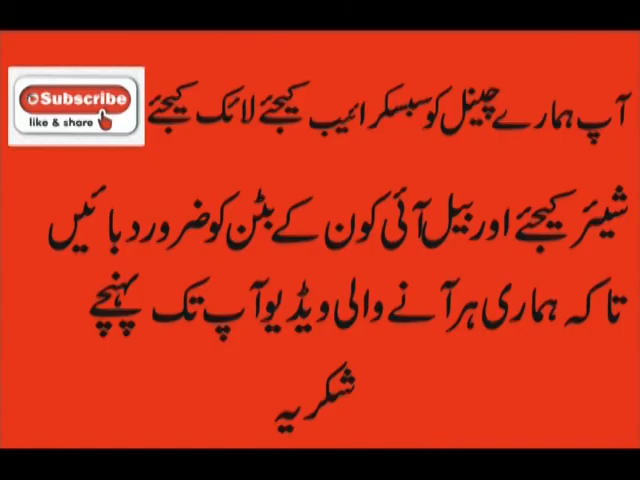 آپ ہمارے چینل کو سبسکرائیب کیجئے لائک کیجئے
Subscribe
like & share
شیئر کیجئے اور بیل آئی کون کے بٹن کو ضرور دبائیں
تاکہ ہماری ہر آنے والی ویڈیو آپ تک پہنچے
شکریہ